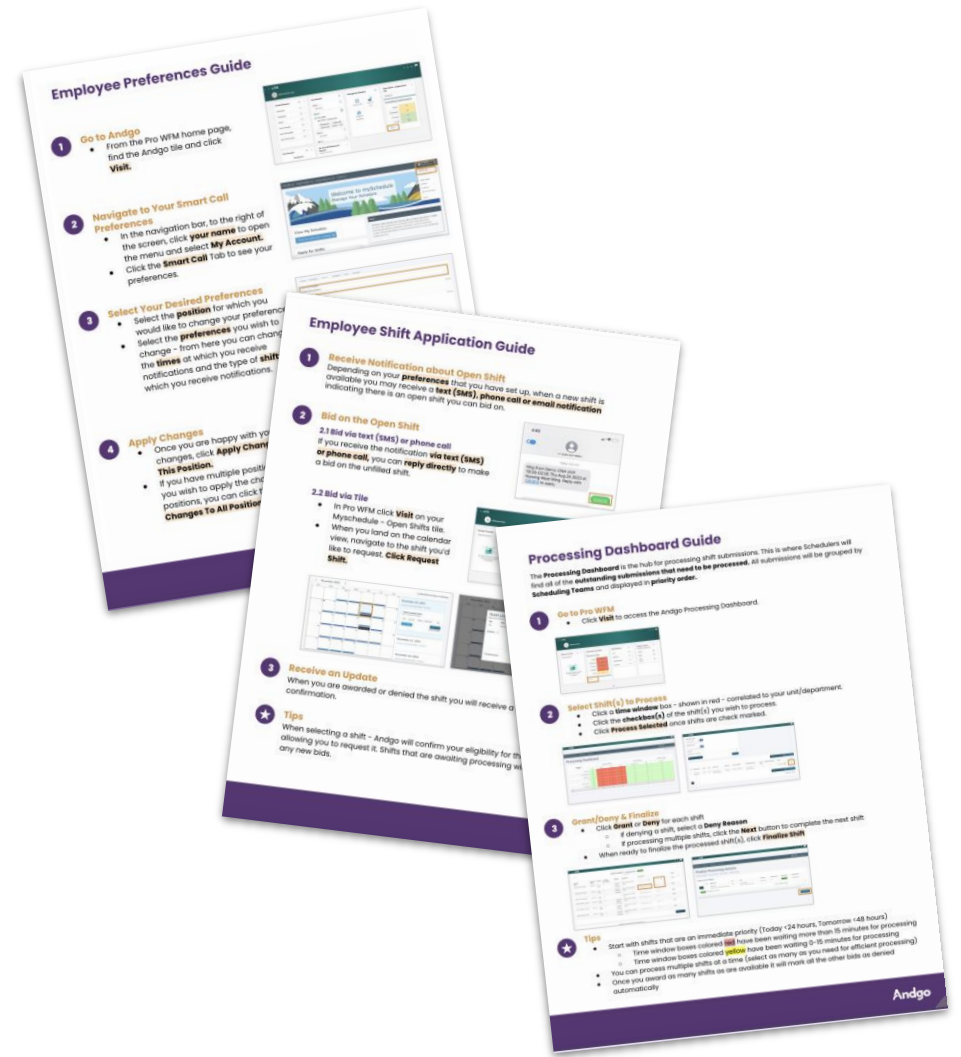 Employee Preferences Guide
1
Go to Andgo
From the Pro WFM home page,
find the Andgo tile and click
Visit.
2
Navigate to Your Smart Call
Preferences
In the navigation bar, to the right of
the screen, click your name to open
the menu and select My Account.
Click the Smart Call Tab to see your
preferences.
Welcome to mySchedule
Manage Your Schedule
3
Select Your Desired Preferences
Select the position for which you
would like to change your preference
Select the preferences you wish to
change - from here you can chang
the times at which you receive
notifications and the type of shift
which you receive notifications.
4
Apply Changes
Once you are happy with yo
changes, click Apply Chan
This Position.
If you have multiple positi
you wish to apply the cha
positions, you can click t
Changes To All Position
Employee Shift Application Guide
1
Receive Notification about Open Shift
Depending on your preferences that you have set up, when a new shift is
available you may receive a text (SMS), phone call or email notification
indicating there is an open shift you can bid on.
2
Bid on the Open Shift
2.1 Bid via text (SMS) or phone call
If you receive the notification via text (SMS)
or phone call, you can reply directly to make
a bid on the unfilled shift.
2.2 Bid via Tile
In Pro WFM click Visit on your
Myschedule - Open Shifts tile.
When you land on the calendar
view, navigate to the shift you'd
like to request. Click Request
Shift.
3
Receive an Update
When you are awarded or denied the shift you will receive a
confirmation.
Tips
When selecting a shift - Andgo will confirm your eligibility for th
allowing you to request it. Shifts that are awaiting processing wi
any new bids.
Processing Dashboard Guide
The Processing Dashboard is the hub for processing shift submissions. This is where Schedulers will
find all of the outstanding submissions that need to be processed. All submissions will be grouped by
Scheduling Teams and displayed in priority order.
1
Go to Pro WFM
Click Visit to access the Andgo Processing Dashboard.
2
Select Shift(s) to Process
Click a time window box - shown in red - correlated to your unit/department.
Click the checkbox(s) of the shift(s) you wish to process.
Click Process Selected once shifts are check marked.
3
Grant/Deny & Finalize
Click Grant or Deny for each shift
If denying a shift, select a Deny Reason
If processing multiple shifts, click the Next button to complete the next shift
When ready to finalize the processed shift(s), click Finalize Shift
Tips
Start with shifts that are an immediate priority (Today <24 hours, Tomorrow <48 hours)
Time window boxes colored red have been waiting more than 15 minutes for processing
Time window boxes colored yellow have been waiting 0-15 minutes for processing
You can process multiple shifts at a time (select as many as you need for efficient processing)
Once you award as many shifts as are available it will mark all the other bids as denied
automatically
Andgo